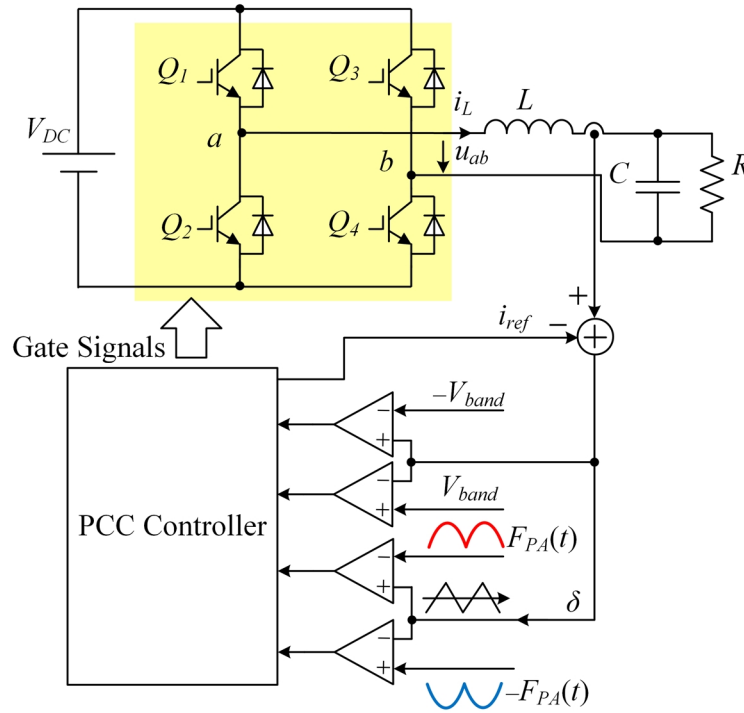 Q1
Q3
VDC
a
iL
L
b
uab
C
R
Q2
Q4
+
iref
−
+
Gate Signals
−
−Vband
+
−
Vband
+
PCC Controller
−
FPA(t)
+
δ
−
+
−FPA(t)